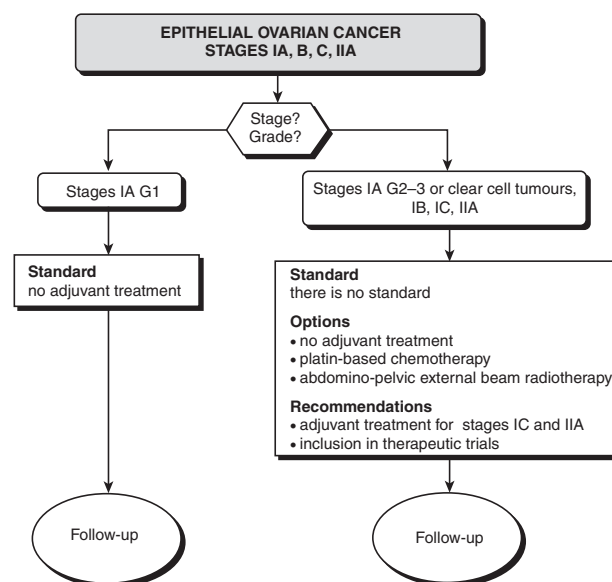 EPITHELIAL OVARIAN CANCER
STAGES IA, B, C, IIA
Stage?
Grade?
Stages IA G1
Stages IA G2–3 or clear cell tumours,
IB, IC, IIA
Standard
no adjuvant treatment
Standard
there is no standard
Options
• no adjuvant treatment
• platin-based chemotherapy
• abdomino-pelvic external beam radiotherapy
Recommendations
• adjuvant treatment for stages IC and IIA
• inclusion in therapeutic trials
Follow-up
Follow-up